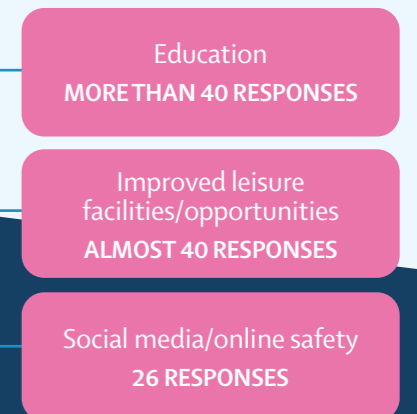 Education
MORE THAN 40 RESPONSES
Improved leisure
facilities/opportunities
ALMOST 40 RESPONSES
Social media/online safety
26 RESPONSES